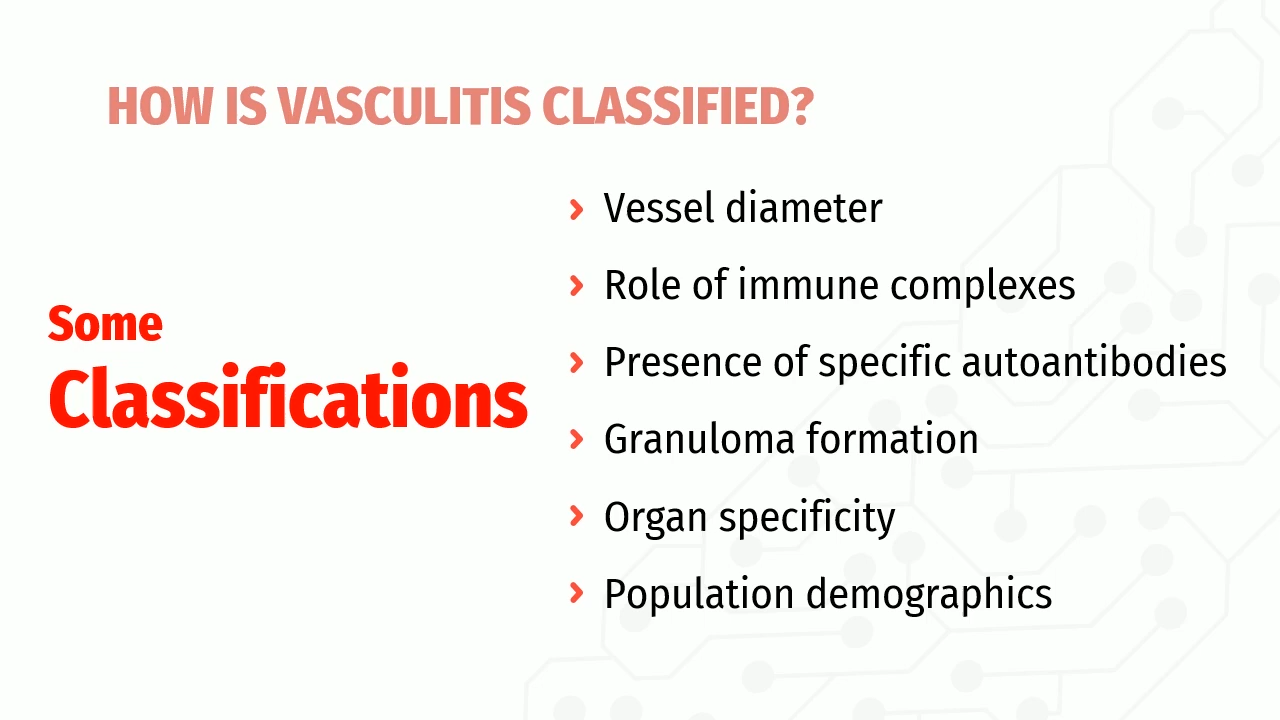 HOW IS VASCULITIS CLASSIFIED?
Some
Classifications
Vessel diameter
Role of immune complexes
Presence of specific autoantibodies
Granuloma formation
Organ specificity
Population demographics